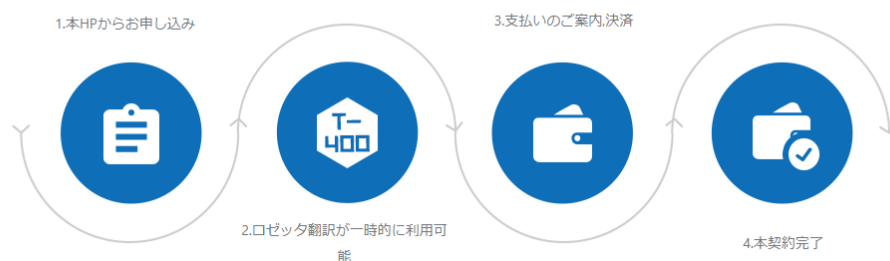 1.本HPからお申し込み
T-
400
2.ロゼッタ翻訳が一時的に利用可
能
3.支払いのご案内,決済
4.本契約完了